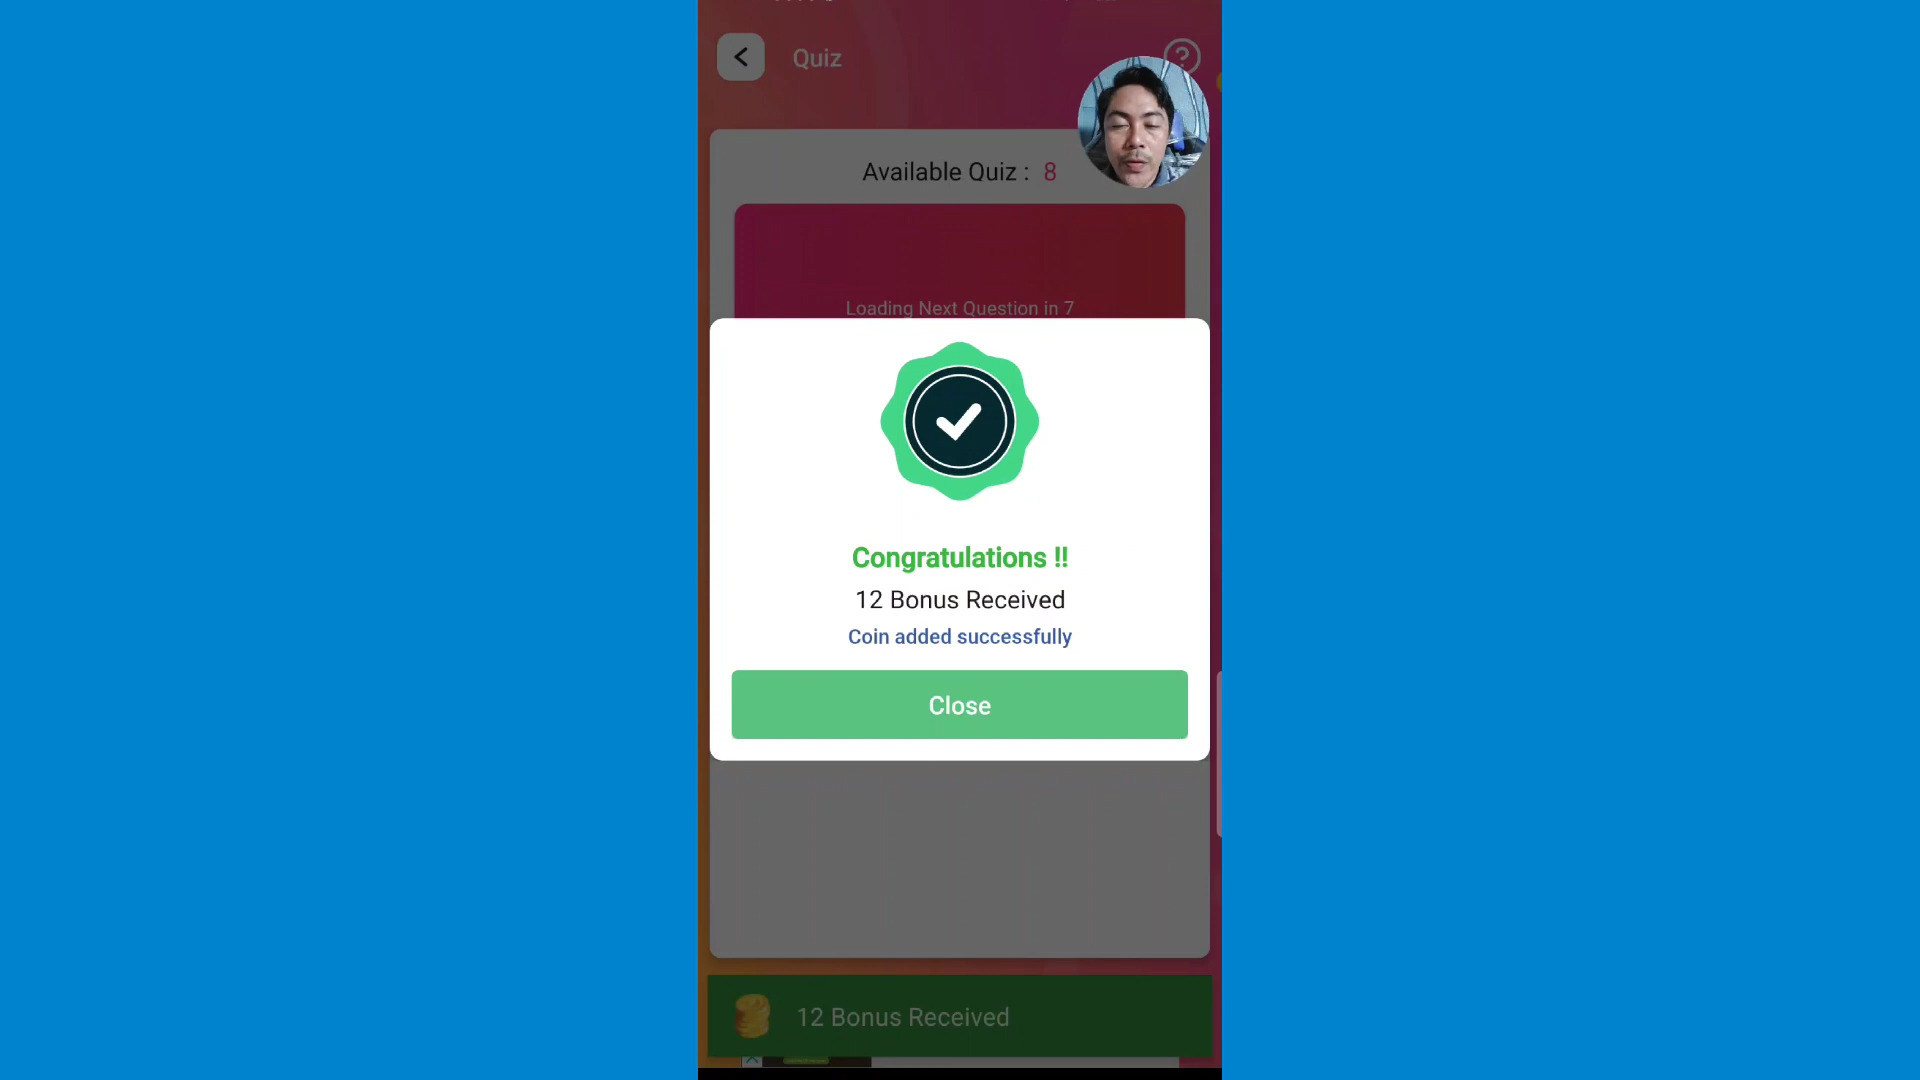 Quiz
Available Quiz : 8
Loading Next Question in 7
Congratulations !!
12 Bonus Received
Coin added successfully
Close
12 Bonus Received